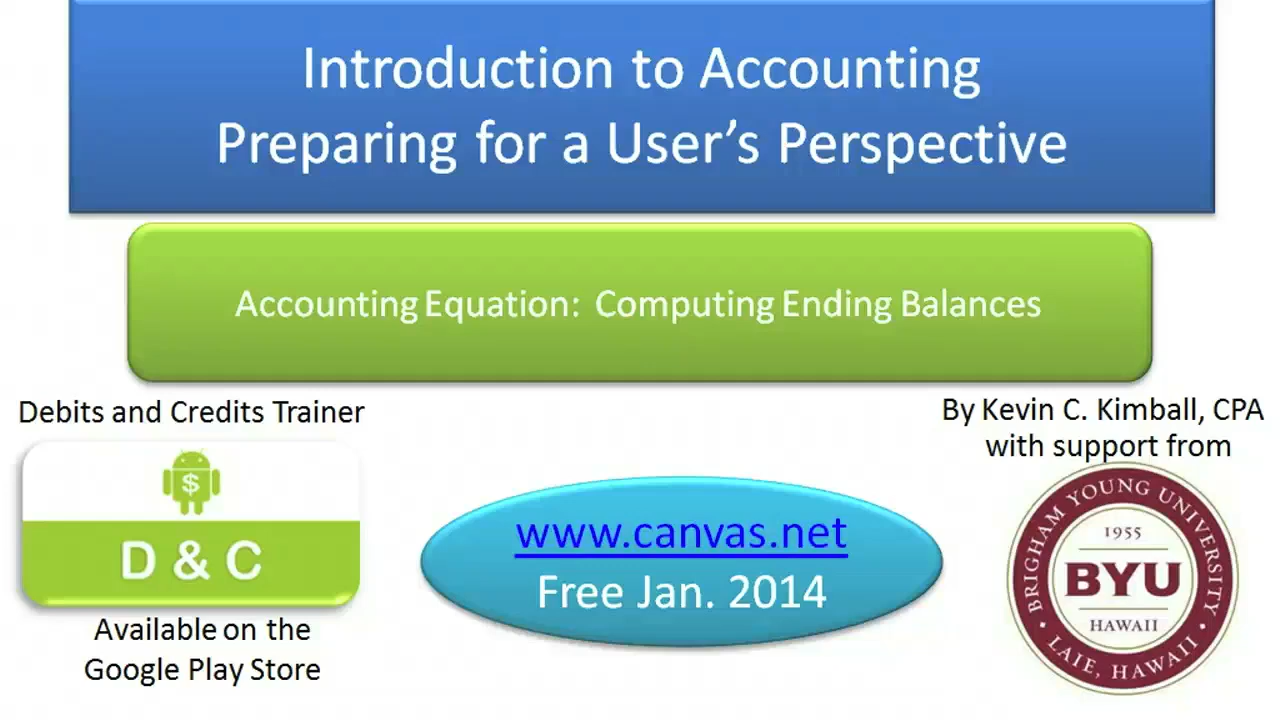 Introduction to Accounting
Preparing for a User's Perspective
Accounting Equation:  Computing Ending Balances
Debits and Credits Trainer
$
D & C
Available on the
Google Play Store
www.canvas.net
Free Jan. 2014
By Kevin C. Kimball, CPA
with support from
BRIGHAM YOUNG UNIVERSITY
1955
BYU
HAWAII
• LAIE, HAWAII •